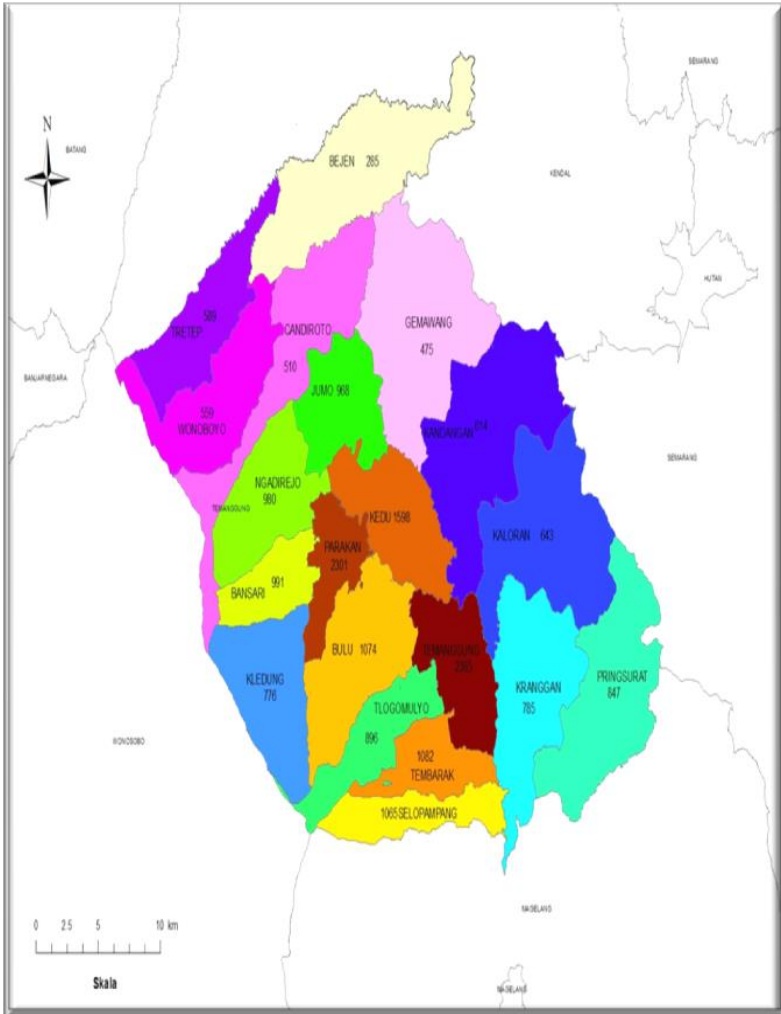 SEMARANG
N
BATANG
BEJEN 285
KENDAL
HUTAN
589
TRETEP
CANDIROTO
510
GEMAWANG
475
BANJARNEGARA
JUMO 968
559
WONOBOYO
KANDANGAN 614
SEMARANG
NGADIREJO
980
TEMANGGUNG
KEDU 1598
KALORAN 643
PARAKAN
2301
BANSARI 991
BULU 1074
TEMANGGUNG
KLEDUNG
776
KRANGGAN
785
PRINGSURAT
847
TLOGOMULYO
896
WONOSOBO
1082
TEMBARAK
1065 SELOPAMPANG
MAGELANG
0 2.5 5 10 km
Skala
MAGELANG